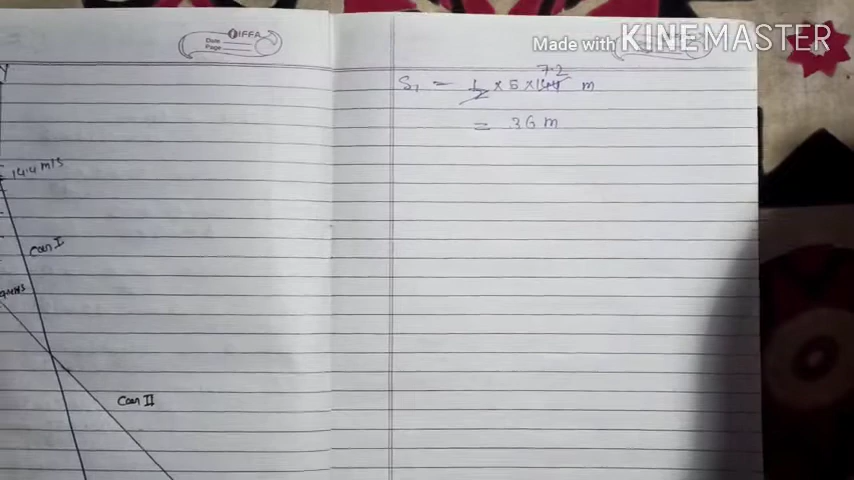 DIFFA
Date
Page
Made with KINEMASTER
Y
14.4 m/s
Car I
Car II
7.2
S₁ = 1/2 × 5 × 14.4 m
= 36 m